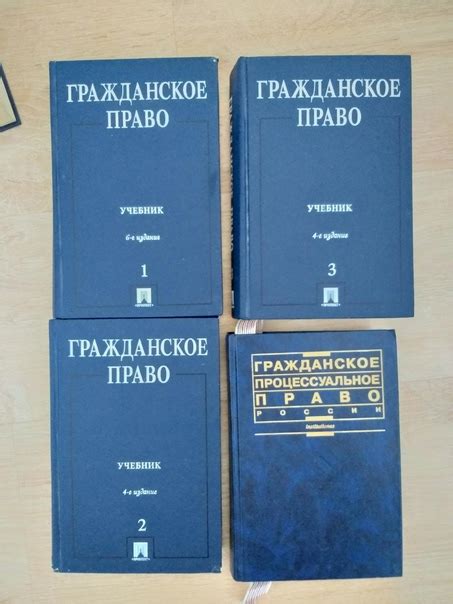 ГРАЖДАНСКОЕ
ПРАВО
УЧЕБНИК
6-е издание
1
ГРАЖДАНСКОЕ
ПРАВО
УЧЕБНИК
4-е издание
3
ГРАЖДАНСКОЕ
ПРАВО
УЧЕБНИК
4-е издание
2
ГРАЖДАНСКОЕ
ПРОЦЕССУАЛЬНОЕ
ПРАВО
РОССИИ
institutiones